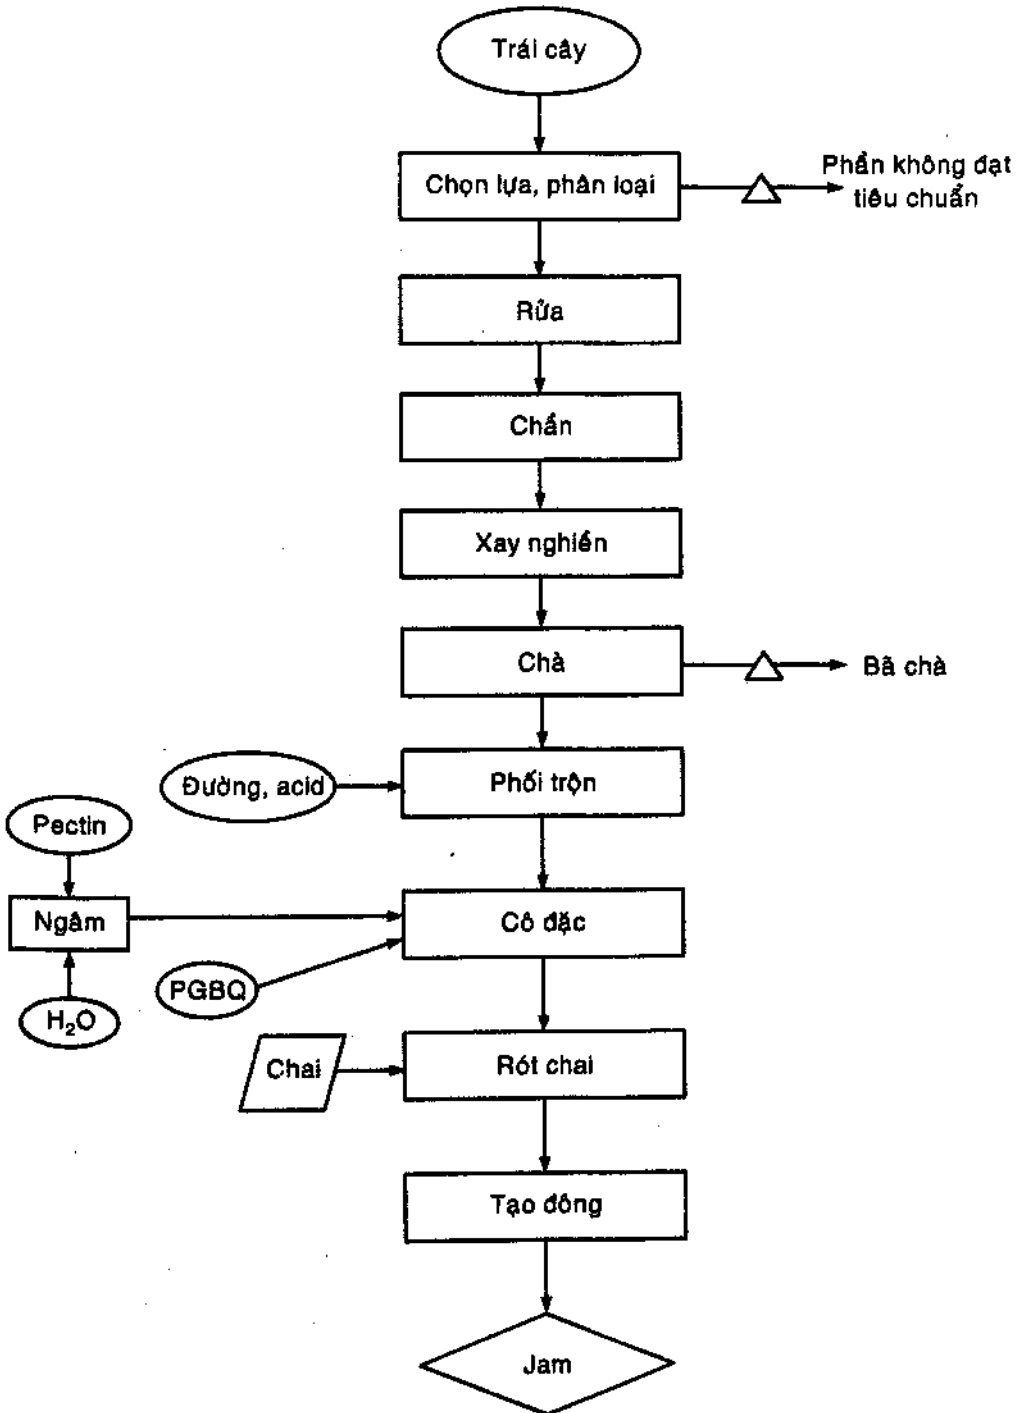 Trái cây
Chọn lựa, phân loại
Phần không đạt
tiêu chuẩn
Rửa
Chần
Xay nghiền
Chà
Bã chà
Đường, acid
Phối trộn
Pectin
Ngâm
Cô đặc
PGBQ
H₂O
Chai
Rót chai
Tạo đông
Jam